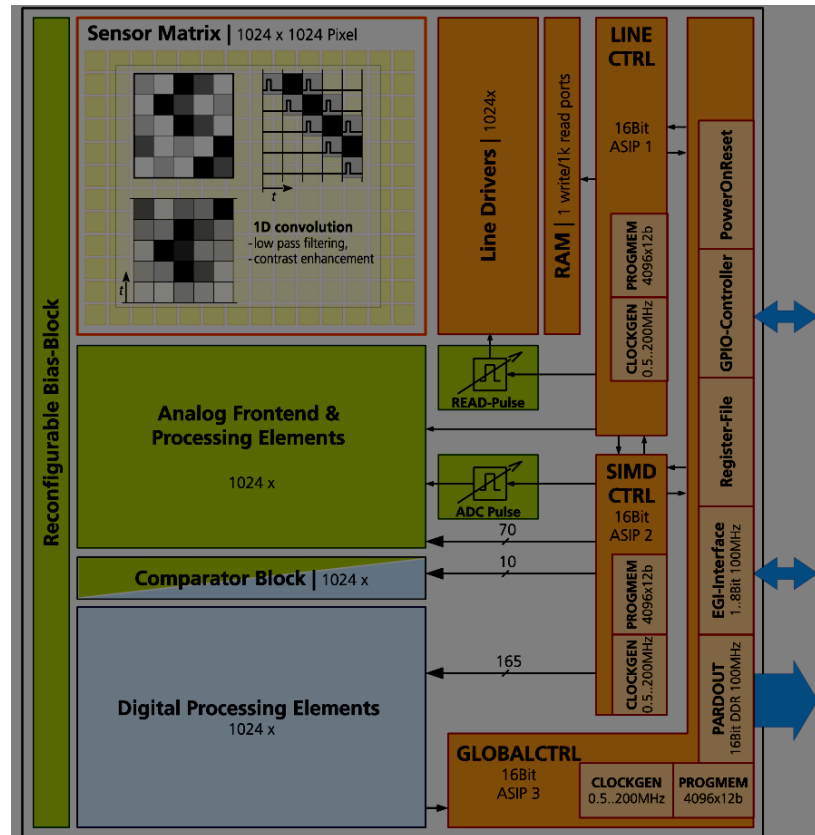 Reconfigurable Bias-Block
Sensor Matrix | 1024 x 1024 Pixel
t
t
1D convolution
- low pass filtering,
- contrast enhancement
Line Drivers | 1024x
RAM | 1 write/1k read ports
LINE
CTRL
16Bit
ASIP 1
PROGMEM
4096x12b
CLOCKGEN
0.5..200MHz
READ-Pulse
Analog Frontend &
Processing Elements
1024 x
ADC Pulse
70
10
165
Comparator Block | 1024 x
Digital Processing Elements
1024 x
SIMD
CTRL
16Bit
ASIP 2
PROGMEM
4096x12b
CLOCKGEN
0.5..200MHz
PowerOnReset
GPIO-Controller
Register-File
EGI-Interface
1..8Bit 100MHz
PARDOUT
16Bit DDR 100MHz
GLOBALCTRL
16Bit
ASIP 3
CLOCKGEN
0.5..200MHz
PROGMEM
4096x12b